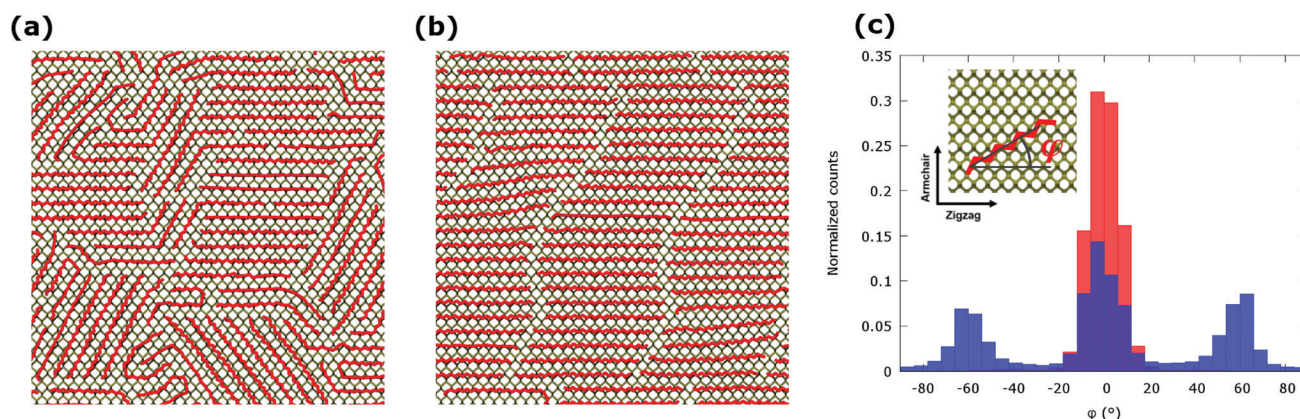 (a)
(b)
(c)
0.35
0.3
0.25
0.2
0.15
0.1
0.05
0
Normalized counts
Armchair
Zigzag
φ
-80 -60 -40 -20 0 20 40 60 80
φ (°)